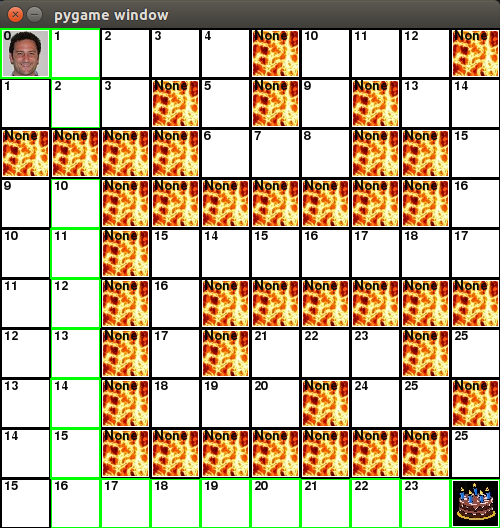 pygame window
0 1 2 3 4 None 10 11 12 None
1 2 3 None 5 None 9 None 13 14
None None None None 6 7 8 None None 15
9 10 None None None None None None None 16
10 11 None 15 14 15 16 17 18 17
11 12 None 16 None None None None None None
12 13 None 17 None 21 22 23 None 25
13 14 None 18 19 20 None 24 25 None
14 15 None None None None None None None 25
15 16 17 18 19 20 21 22 23